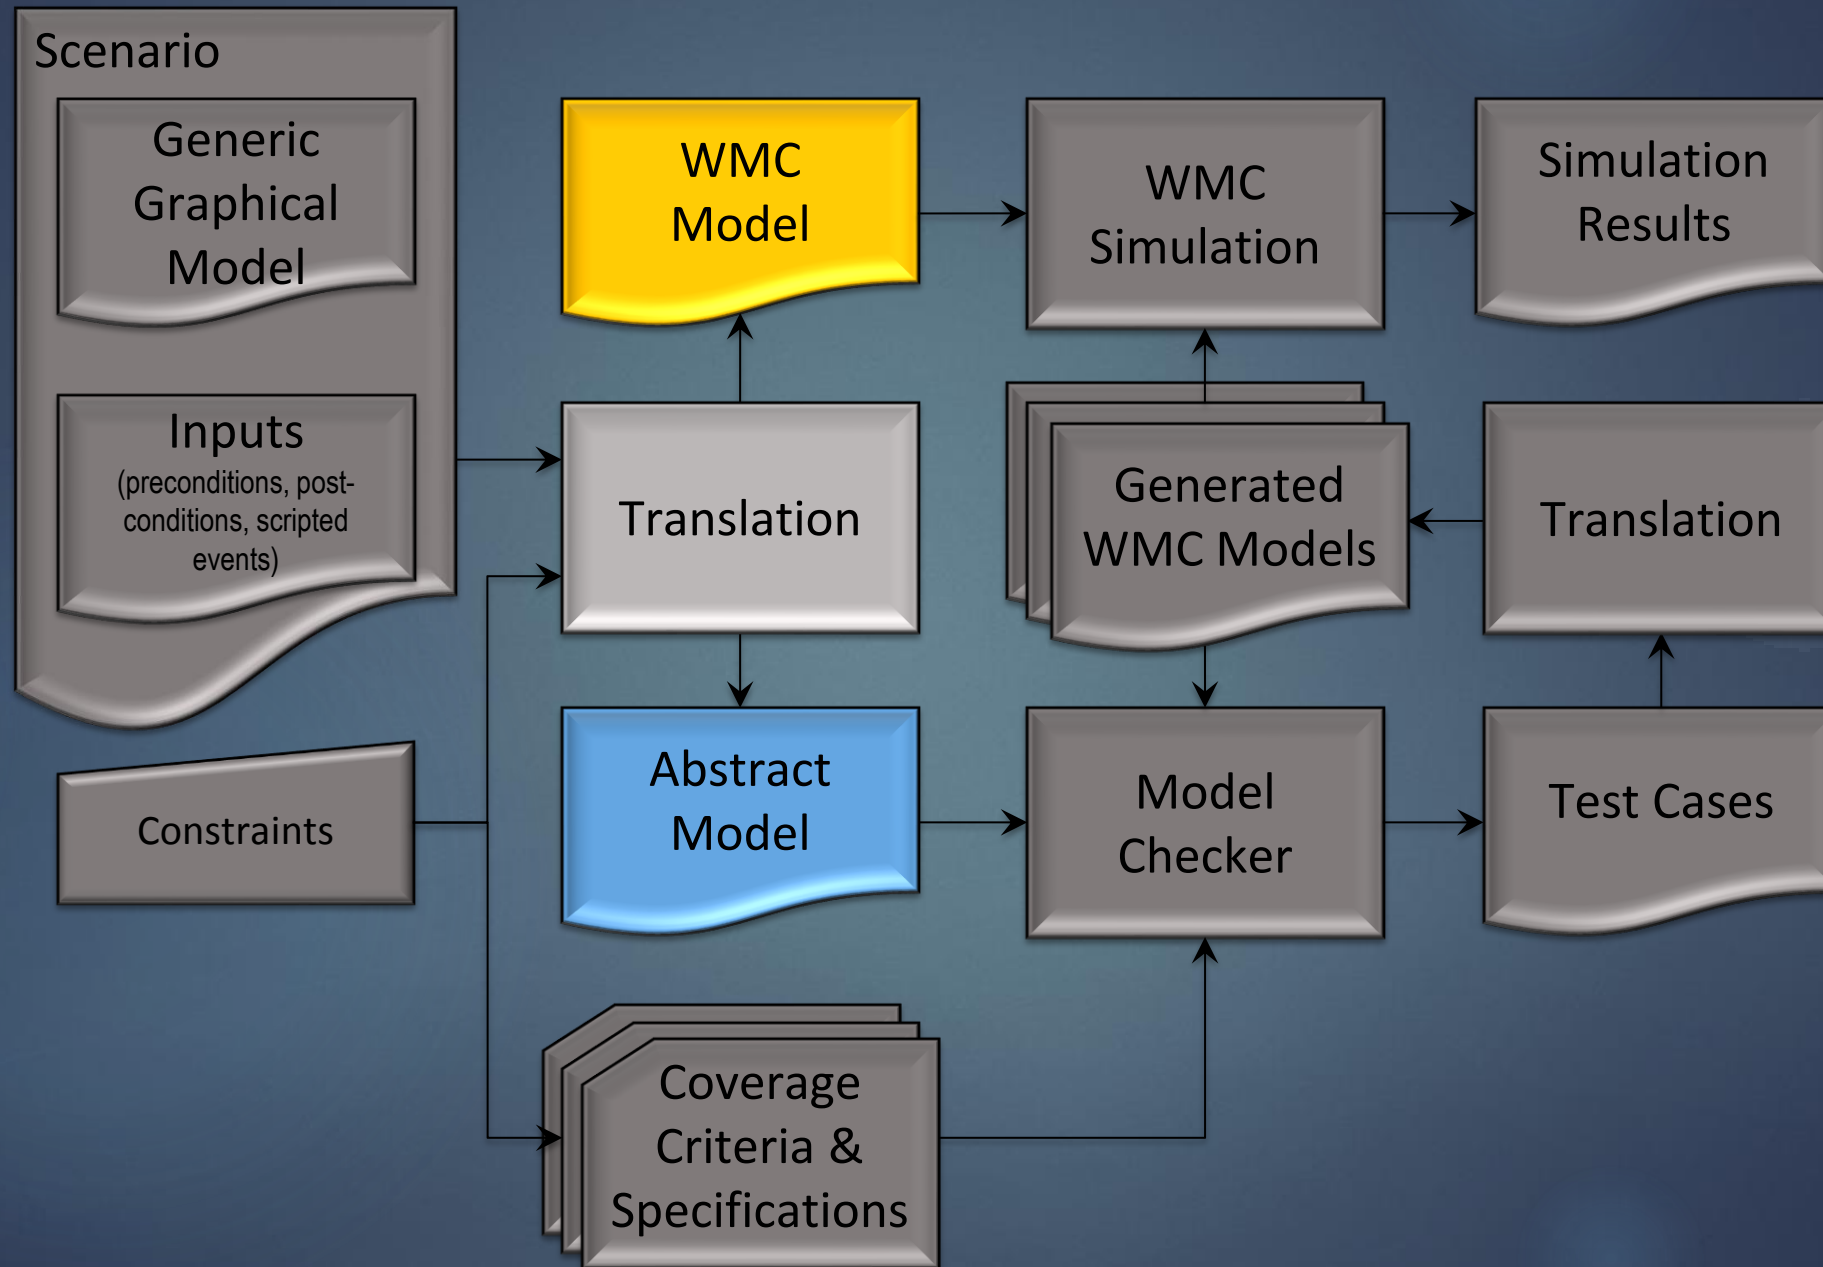 Scenario
Generic
Graphical
Model
Inputs
(preconditions, post-
conditions, scripted
events)
Constraints
WMC
Model
Translation
Abstract
Model
Coverage
Criteria &
Specifications
WMC
Simulation
Generated
WMC Models
Model
Checker
Simulation
Results
Translation
Test Cases